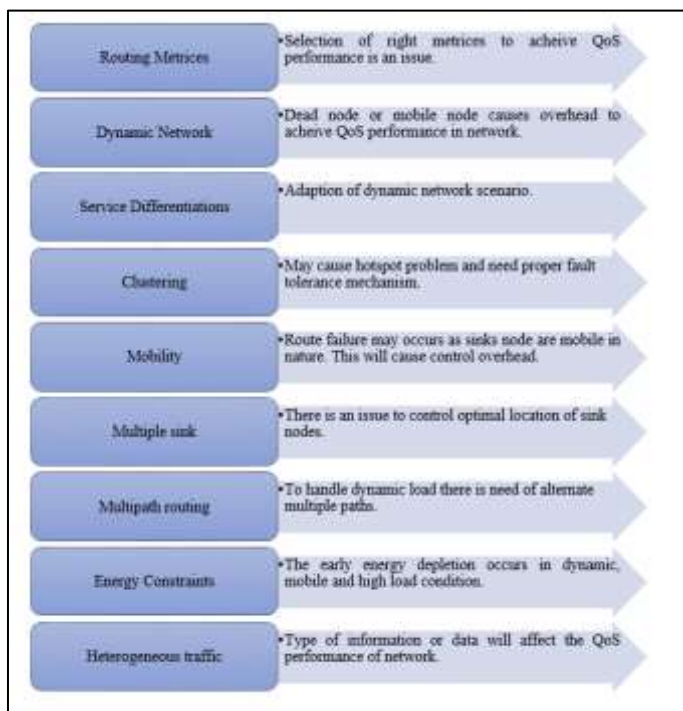 Routing Metrices
•Selection of right metrices to acheive QoS
performance is an issue.
Dynamic Network
•Dead node or mobile node causes overhead to
acheive QoS performance in network.
Service Differentiations
•Adaption of dynamic network scenario.
Clustering
•May cause hotspot problem and need proper fault
tolerance mechanism.
Mobility
•Route failure may occurs as sinks node are mobile in
nature. This will cause control overhead.
Multiple sink
•There is an issue to control optimal location of sink
nodes.
Multipath routing
•To handle dynamic load there is need of alternate
multiple paths.
Energy Constraints
•The early energy depletion occurs in dynamic,
mobile and high load condition.
Heterogeneous traffic
•Type of information or data will affect the QoS
performance of network.